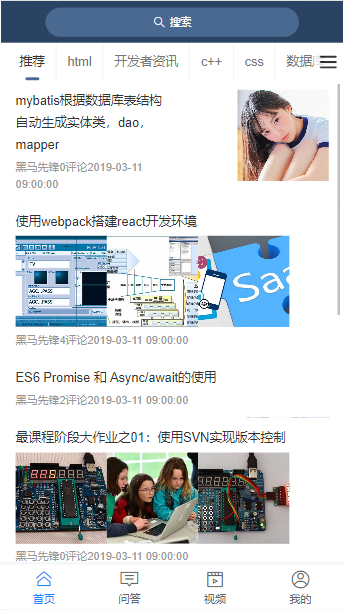 搜索
推荐
html
开发者资讯
c++
css
数据
mybatis根据数据库表结构
自动生成实体类，dao，
mapper
黑马先锋0评论2019-03-11
09:00:00
使用webpack搭建react开发环境
TV
AGC, .PASS
AGC, .PASS
SaaS
黑马先锋4评论2019-03-11 09:00:00
ES6 Promise 和 Async/await的使用
黑马先锋2评论2019-03-11 09:00:00
最课程阶段大作业之01：使用SVN实现版本控制
黑马先锋0评论2019-03-11 09:00:00
首页
问答
视频
我的